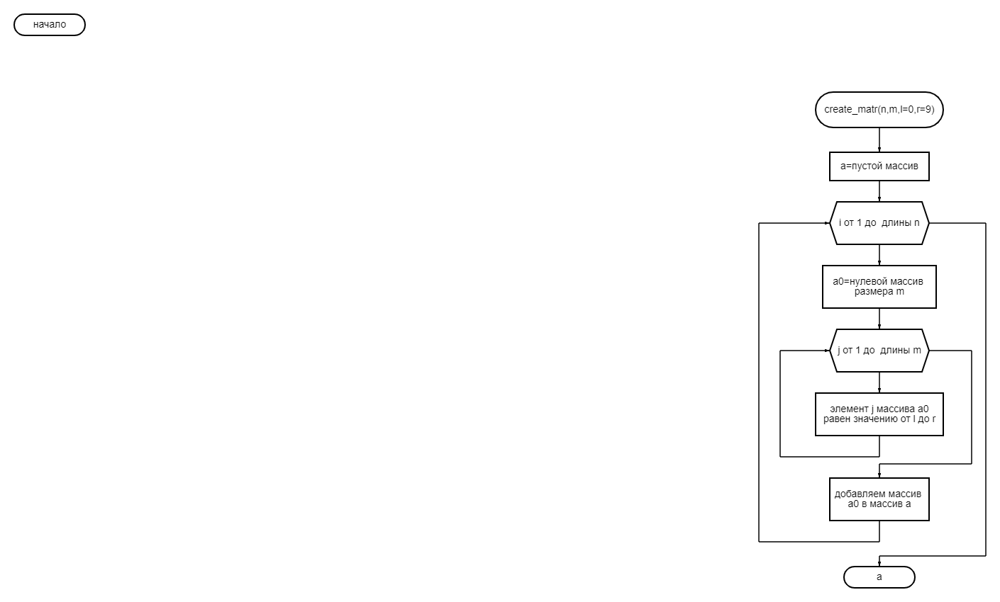 начало
create_matr(n,m,l=0,r=9)
a=пустой массив
i от 1 до  длины n
a0=нулевой массив
размера m
j от 1 до  длины m
элемент j массива a0
равен значению от l до r
добавляем массив
a0 в массив a
a